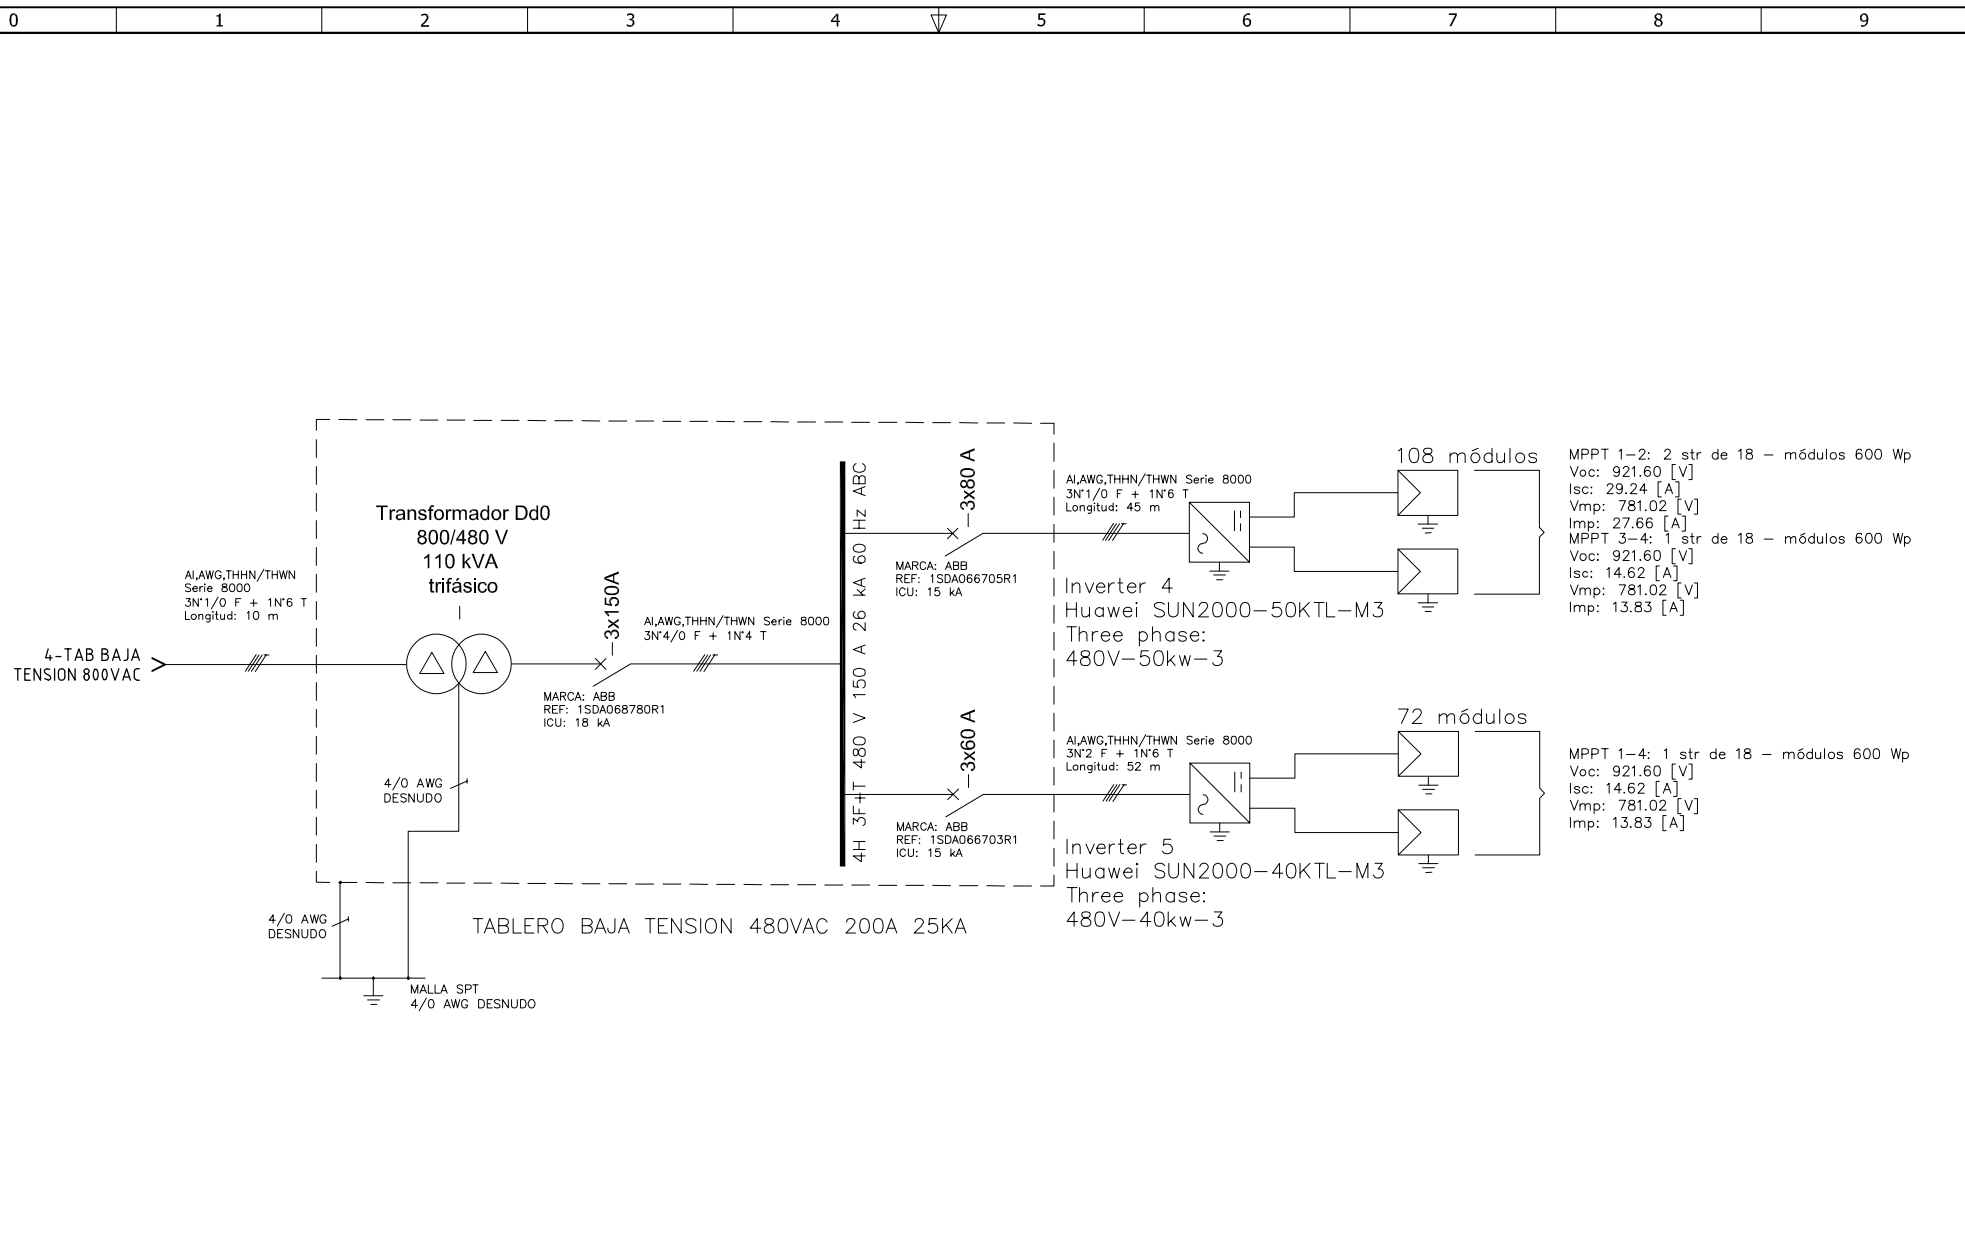 0 1 2 3 4 5 6 7 8 9
Transformador Dd0
800/480 V
110 kVA
trifásico
Al,AWG,THHN/THWN
Serie 8000
3N°1/0 F + 1N°6 T
Longitud: 10 m
4-TAB BAJA
TENSION 800VAC
3x150A
MARCA: ABB
REF: 1SDA068780R1
ICU: 18 kA
Al,AWG,THHN/THWN Serie 8000
3N°4/0 F + 1N°4 T
4H 3F+T 480 V 150 A 26 kA 60 Hz ABC
3x80 A
MARCA: ABB
REF: 1SDA066705R1
ICU: 15 kA
Al,AWG,THHN/THWN Serie 8000
3N°1/0 F + 1N°6 T
Longitud: 45 m
Inverter 4
Huawei SUN2000-50KTL-M3
Three phase:
480V-50kw-3
108 módulos
MPPT 1-2: 2 str de 18 - módulos 600 Wp
Voc: 921.60 [V]
Isc: 29.24 [A]
Vmp: 781.02 [V]
Imp: 27.66 [A]
MPPT 3-4: 1 str de 18 - módulos 600 Wp
Voc: 921.60 [V]
Isc: 14.62 [A]
Vmp: 781.02 [V]
Imp: 13.83 [A]
3x60 A
MARCA: ABB
REF: 1SDA066703R1
ICU: 15 kA
Al,AWG,THHN/THWN Serie 8000
3N°2 F + 1N°6 T
Longitud: 52 m
Inverter 5
Huawei SUN2000-40KTL-M3
Three phase:
480V-40kw-3
72 módulos
MPPT 1-4: 1 str de 18 - módulos 600 Wp
Voc: 921.60 [V]
Isc: 14.62 [A]
Vmp: 781.02 [V]
Imp: 13.83 [A]
4/0 AWG
DESNUDO
4/0 AWG
DESNUDO
TABLERO BAJA TENSION 480VAC 200A 25KA
MALLA SPT
4/0 AWG DESNUDO